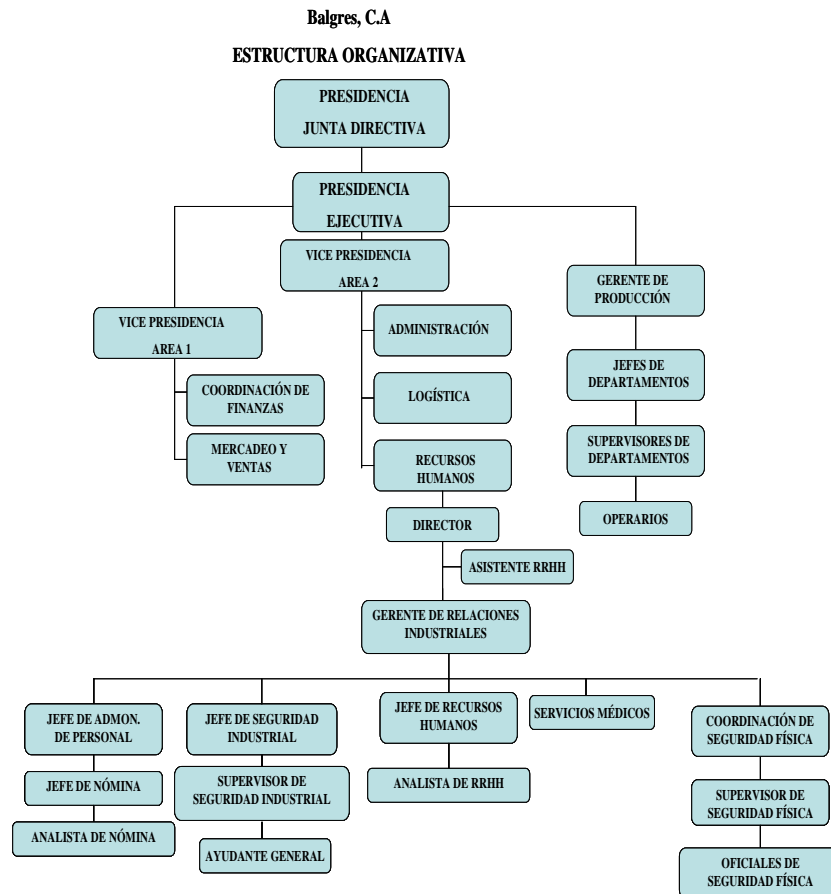 Balgres, C.A
ESTRUCTURA ORGANIZATIVA
PRESIDENCIA
JUNTA DIRECTIVA
PRESIDENCIA
EJECUTIVA
VICE PRESIDENCIA
AREA 2
GERENTE DE
PRODUCCIÓN
VICE PRESIDENCIA
AREA 1
ADMINISTRACIÓN
JEFES DE
DEPARTAMENTOS
COORDINACIÓN DE
FINANZAS
LOGÍSTICA
MERCADEO Y
VENTAS
SUPERVISORES DE
DEPARTAMENTOS
RECURSOS
HUMANOS
OPERARIOS
DIRECTOR
ASISTENTE RRHH
GERENTE DE RELACIONES
INDUSTRIALES
JEFE DE ADMON.
DE PERSONAL
JEFE DE SEGURIDAD
INDUSTRIAL
JEFE DE RECURSOS
HUMANOS
SERVICIOS MÉDICOS
COORDINACIÓN DE
SEGURIDAD FÍSICA
JEFE DE NÓMINA
SUPERVISOR DE
SEGURIDAD INDUSTRIAL
ANALISTA DE RRHH
SUPERVISOR DE
SEGURIDAD FÍSICA
ANALISTA DE NÓMINA
AYUDANTE GENERAL
OFICIALES DE
SEGURIDAD FÍSICA